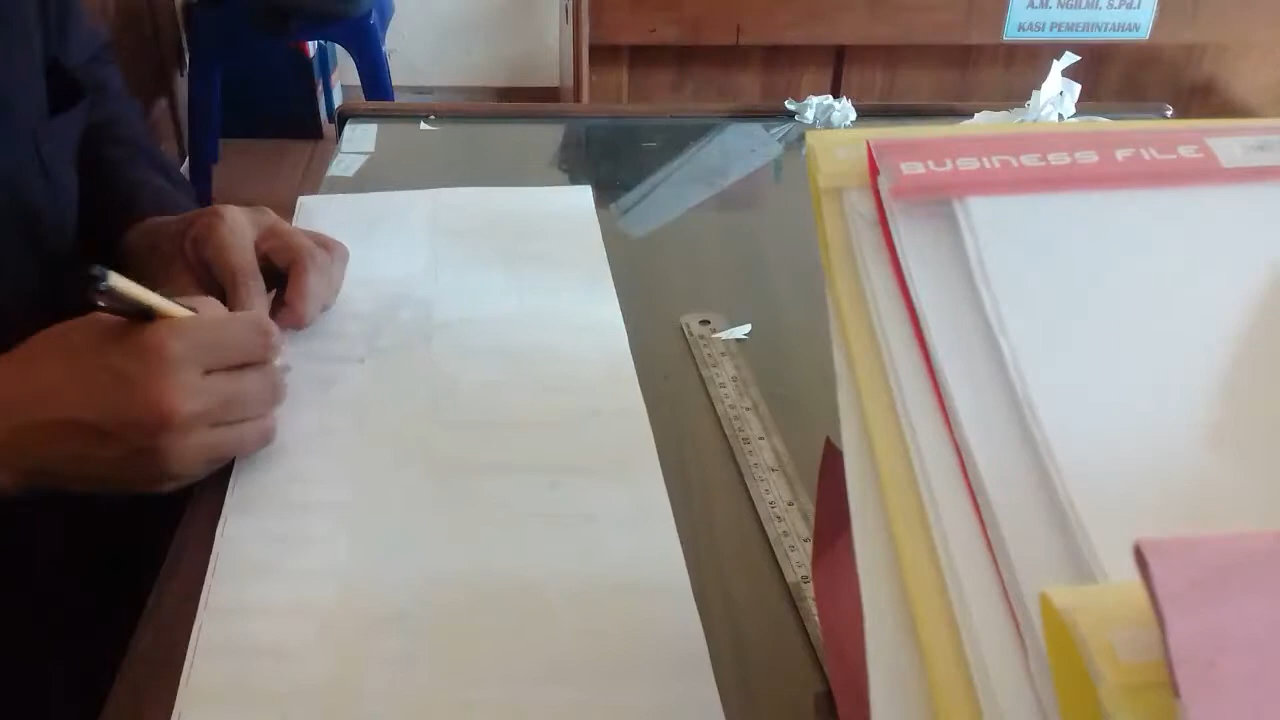 A.M. NGILMI, S.Pd.I
KASI PEMERINTAHAN
BUSINESS FILE